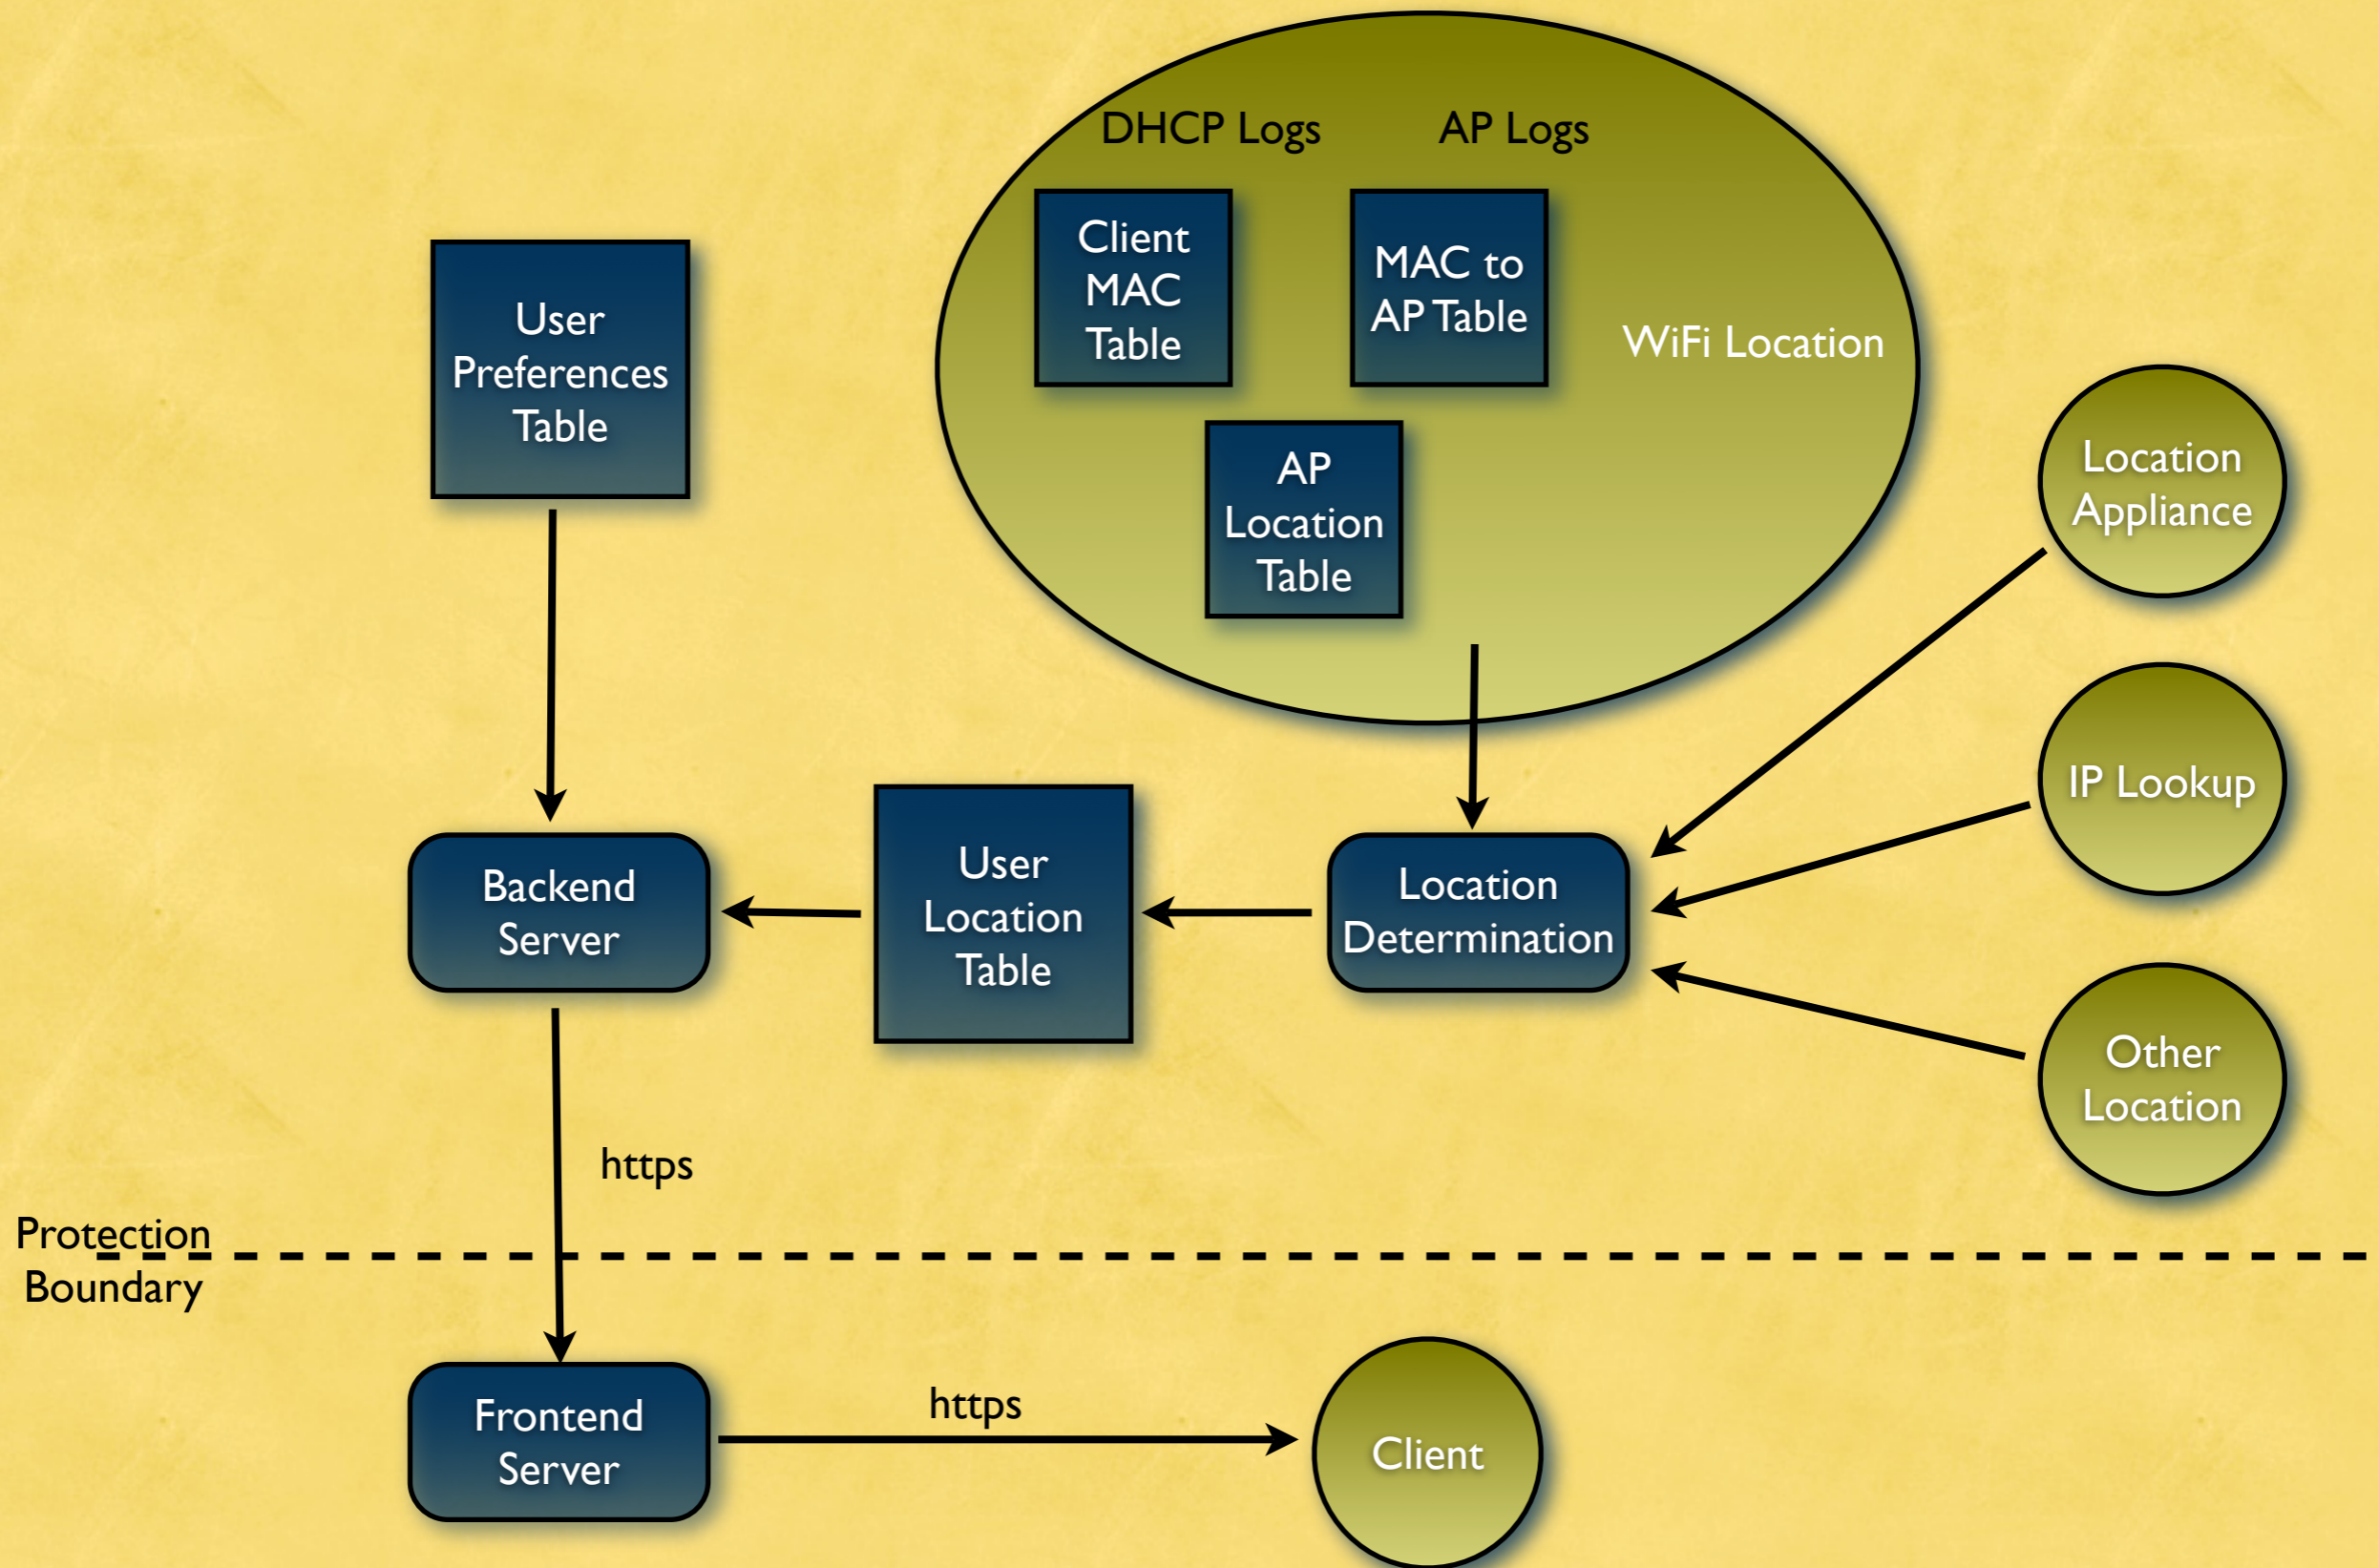 DHCP Logs
AP Logs
Client
MAC
Table
MAC to
AP Table
WiFi Location
AP
Location
Table
User
Preferences
Table
Location
Appliance
IP Lookup
Other
Location
Backend
Server
User
Location
Table
Location
Determination
https
Protection
Boundary
Frontend
Server
https
Client